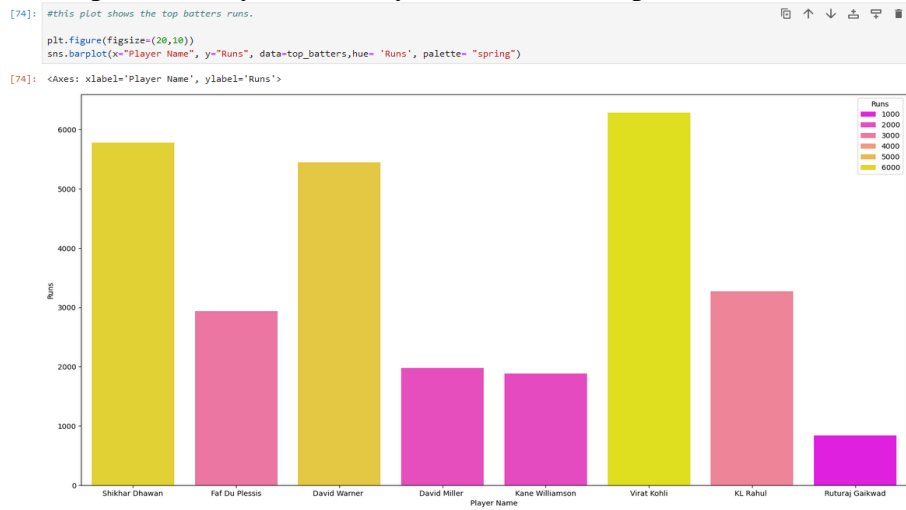 [74]: #this plot shows the top batters runs.
plt.figure(figsize=(20,10))
sns.barplot(x="Player Name", y="Runs", data=top_batters,hue= 'Runs', palette= "spring")
[74]: <Axes: xlabel='Player Name', ylabel='Runs'>
Runs
1000
2000
3000
4000
5000
6000
6000
5000
4000
3000
2000
1000
0
Runs
Shikhar Dhawan Faf Du Plessis David Warner David Miller Kane Williamson Virat Kohli KL Rahul Ruturaj Gaikwad
Player Name